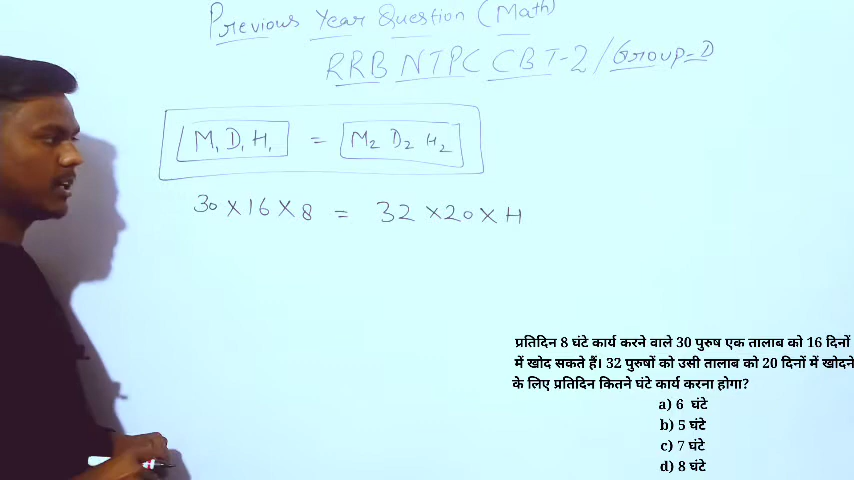 Previous Year Question (Math)
RRB NTPC CBT-2/Group-D
M₁ D₁ H₁ = M₂ D₂ H₂
30 × 16 × 8 = 32 × 20 × H
प्रतिदिन 8 घंटे कार्य करने वाले 30 पुरुष एक तालाब को 16 दिनों
में खोद सकते हैं। 32 पुरुषों को उसी तालाब को 20 दिनों में खोदने
के लिए प्रतिदिन कितने घंटे कार्य करना होगा?
a) 6 घंटे
b) 5 घंटे
c) 7 घंटे
d) 8 घंटे